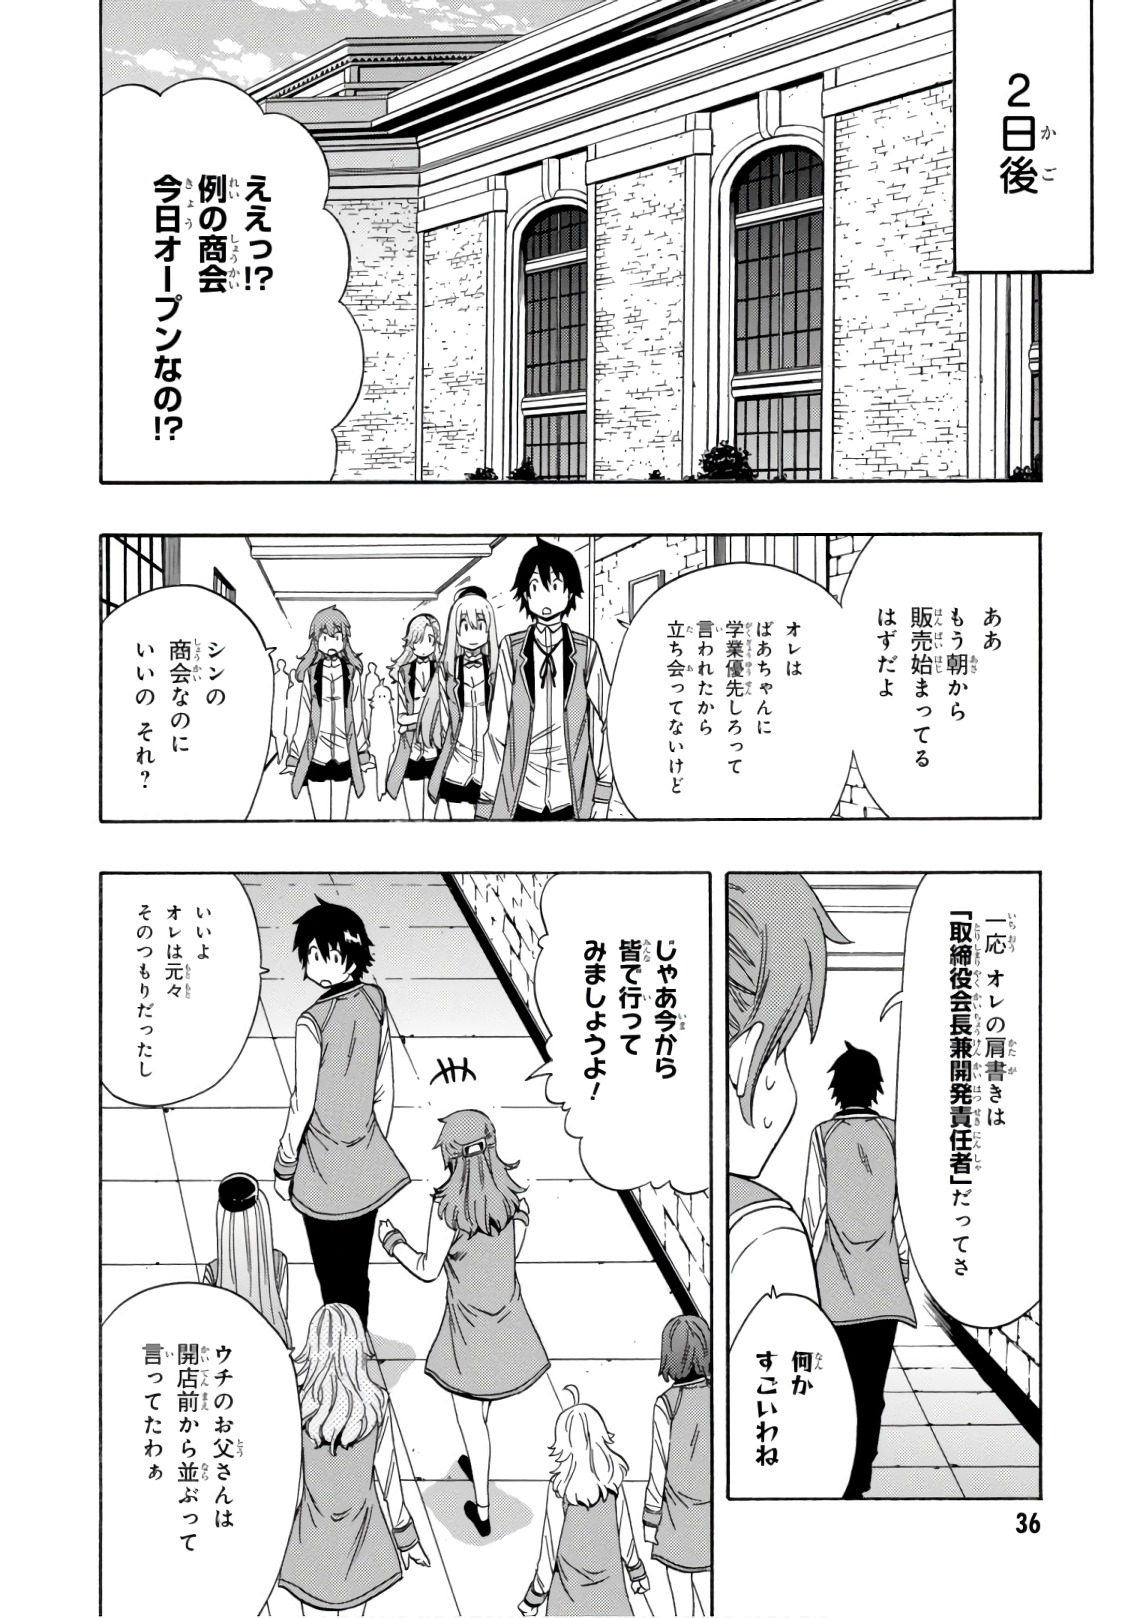 2日後
ええっ!?
例の商会
今日オープンなの!?
ああ
もう朝から
販売始まってる
はずだよ
オレは
ばあちゃんに
学業優先しろって
言われたから
立ち会ってないけど
シンの
商会なのに
いいの それ?
一応 オレの肩書きは
「取締役会長兼開発責任者」だってさ
何か
すごいわね
じゃあ今から
皆で行って
みましょうよ!
いいよ
オレは元々
そのつもりだったし
ウチのお父さんは
開店前から並ぶって
言ってたわぁ
36